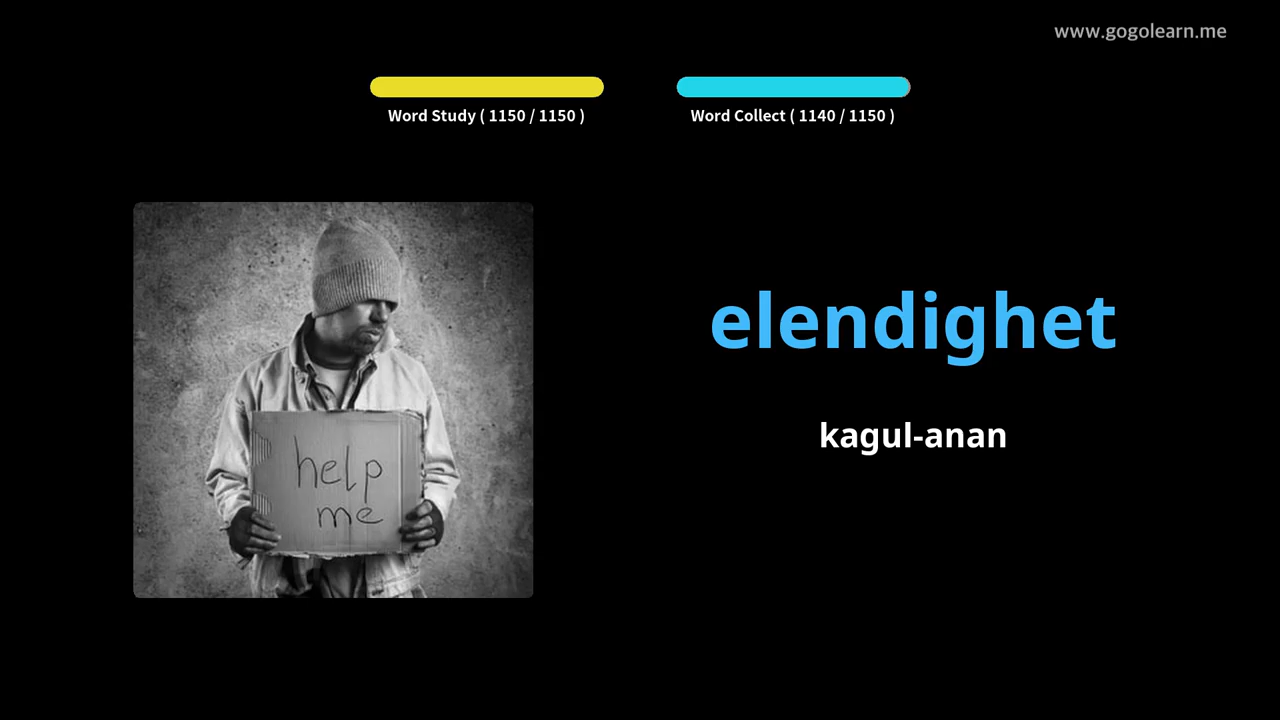 www.gogolearn.me
Word Study ( 1150 / 1150 )
Word Collect ( 1140 / 1150 )
help
me
elendighet
kagul-anan